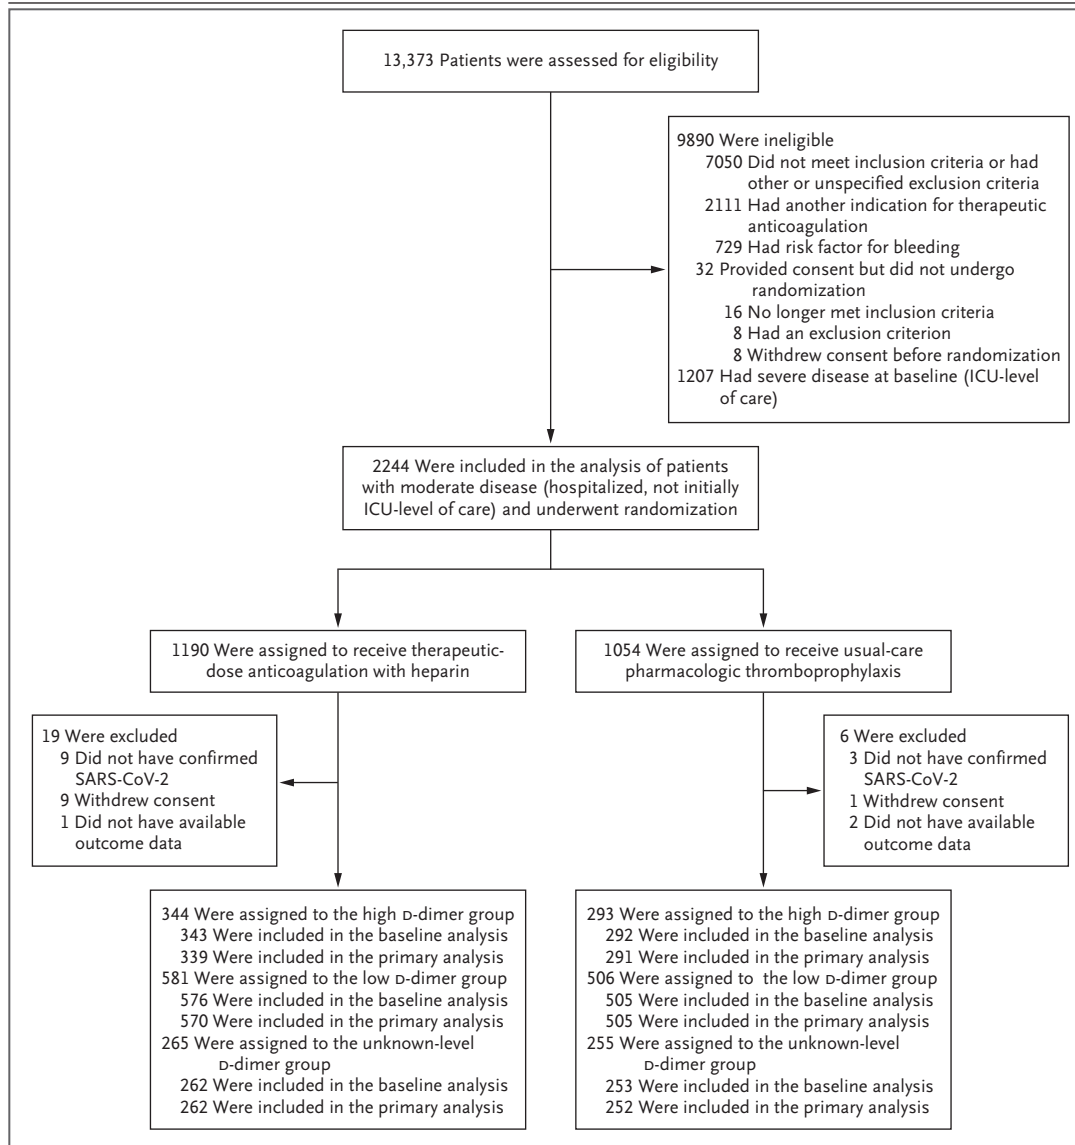 13,373 Patients were assessed for eligibility
9890 Were ineligible
7050 Did not meet inclusion criteria or had
other or unspecified exclusion criteria
2111 Had another indication for therapeutic
anticoagulation
729 Had risk factor for bleeding
32 Provided consent but did not undergo
randomization
16 No longer met inclusion criteria
8 Had an exclusion criterion
8 Withdrew consent before randomization
1207 Had severe disease at baseline (ICU-level
of care)
2244 Were included in the analysis of patients
with moderate disease (hospitalized, not initially
ICU-level of care) and underwent randomization
1190 Were assigned to receive therapeutic-
dose anticoagulation with heparin
1054 Were assigned to receive usual-care
pharmacologic thromboprophylaxis
19 Were excluded
9 Did not have confirmed
SARS-CoV-2
9 Withdrew consent
1 Did not have available
outcome data
6 Were excluded
3 Did not have confirmed
SARS-CoV-2
1 Withdrew consent
2 Did not have available
outcome data
344 Were assigned to the high D-dimer group
343 Were included in the baseline analysis
339 Were included in the primary analysis
581 Were assigned to the low D-dimer group
576 Were included in the baseline analysis
570 Were included in the primary analysis
265 Were assigned to the unknown-level
D-dimer group
262 Were included in the baseline analysis
262 Were included in the primary analysis
293 Were assigned to the high D-dimer group
292 Were included in the baseline analysis
291 Were included in the primary analysis
506 Were assigned to the low D-dimer group
505 Were included in the baseline analysis
505 Were included in the primary analysis
255 Were assigned to the unknown-level
D-dimer group
253 Were included in the baseline analysis
252 Were included in the primary analysis